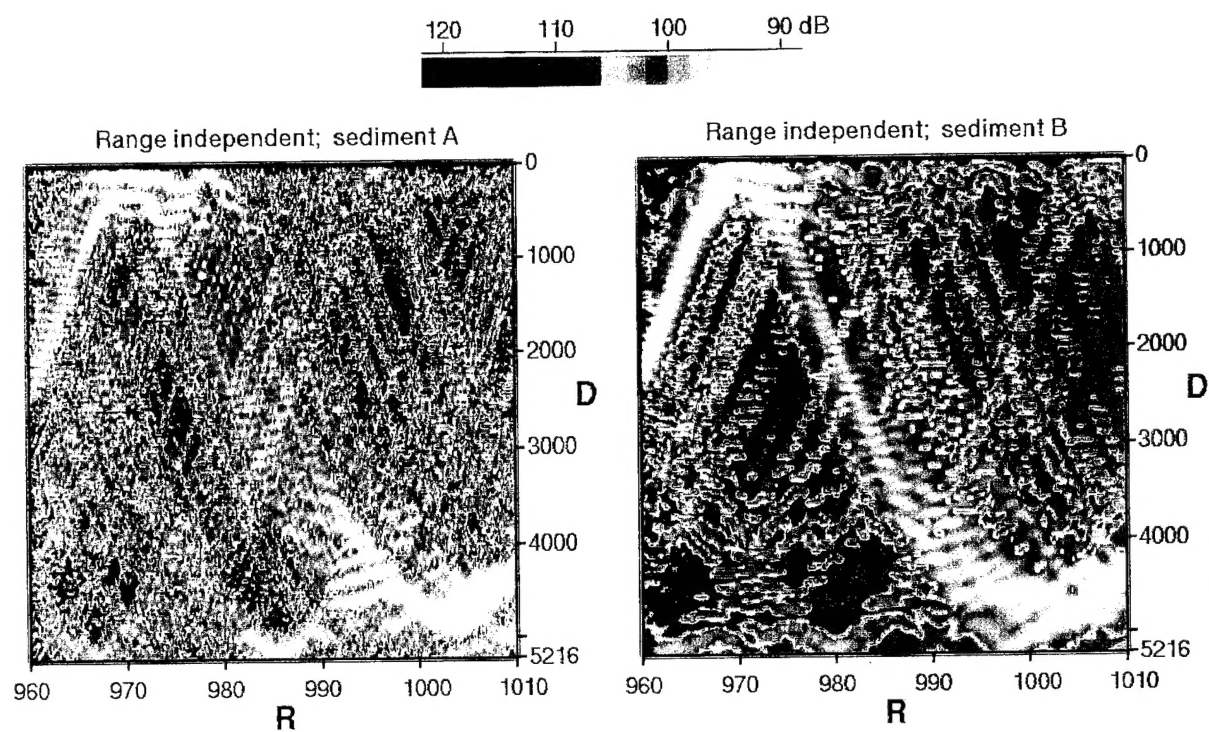 120 110 100 90 dB
Range independent; sediment A
0
1000
2000
D
3000
4000
5216
960 970 980 990 1000 1010
R
Range independent; sediment B
0
1000
2000
D
3000
4000
5216
960 970 980 990 1000 1010
R